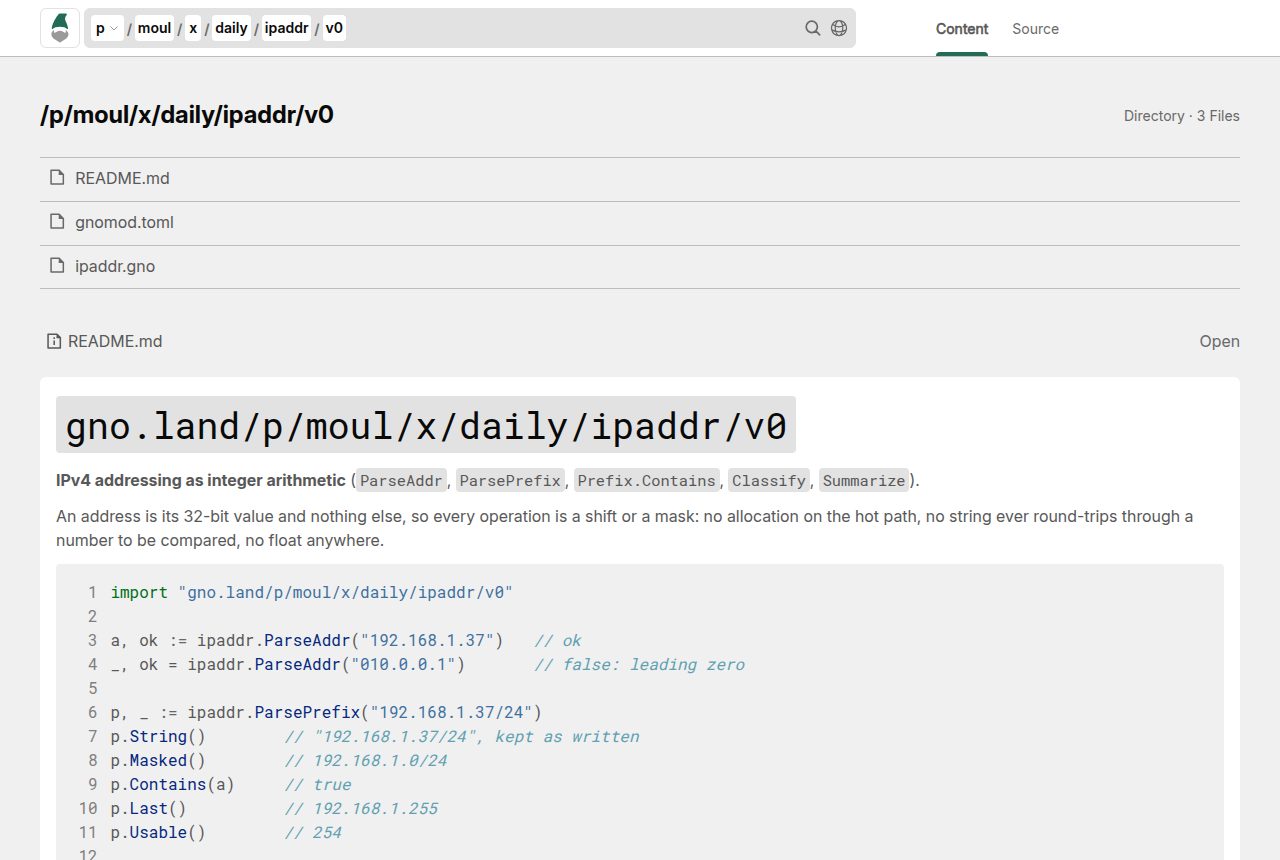 p / moul / x / daily / ipaddr / v0
Content Source
/p/moul/x/daily/ipaddr/v0
Directory · 3 Files
README.md
gnomod.toml
ipaddr.gno
README.md
Open
gno.land/p/moul/x/daily/ipaddr/v0
IPv4 addressing as integer arithmetic (ParseAddr, ParsePrefix, Prefix.Contains, Classify, Summarize).
An address is its 32-bit value and nothing else, so every operation is a shift or a mask: no allocation on the hot path, no string ever round-trips through a
number to be compared, no float anywhere.
1 import "gno.land/p/moul/x/daily/ipaddr/v0"
2
3 a, ok := ipaddr.ParseAddr("192.168.1.37") // ok
4 _, ok = ipaddr.ParseAddr("010.0.0.1") // false: leading zero
5
6 p, _ := ipaddr.ParsePrefix("192.168.1.37/24")
7 p.String() // "192.168.1.37/24", kept as written
8 p.Masked() // 192.168.1.0/24
9 p.Contains(a) // true
10 p.Last() // 192.168.1.255
11 p.Usable() // 254
12